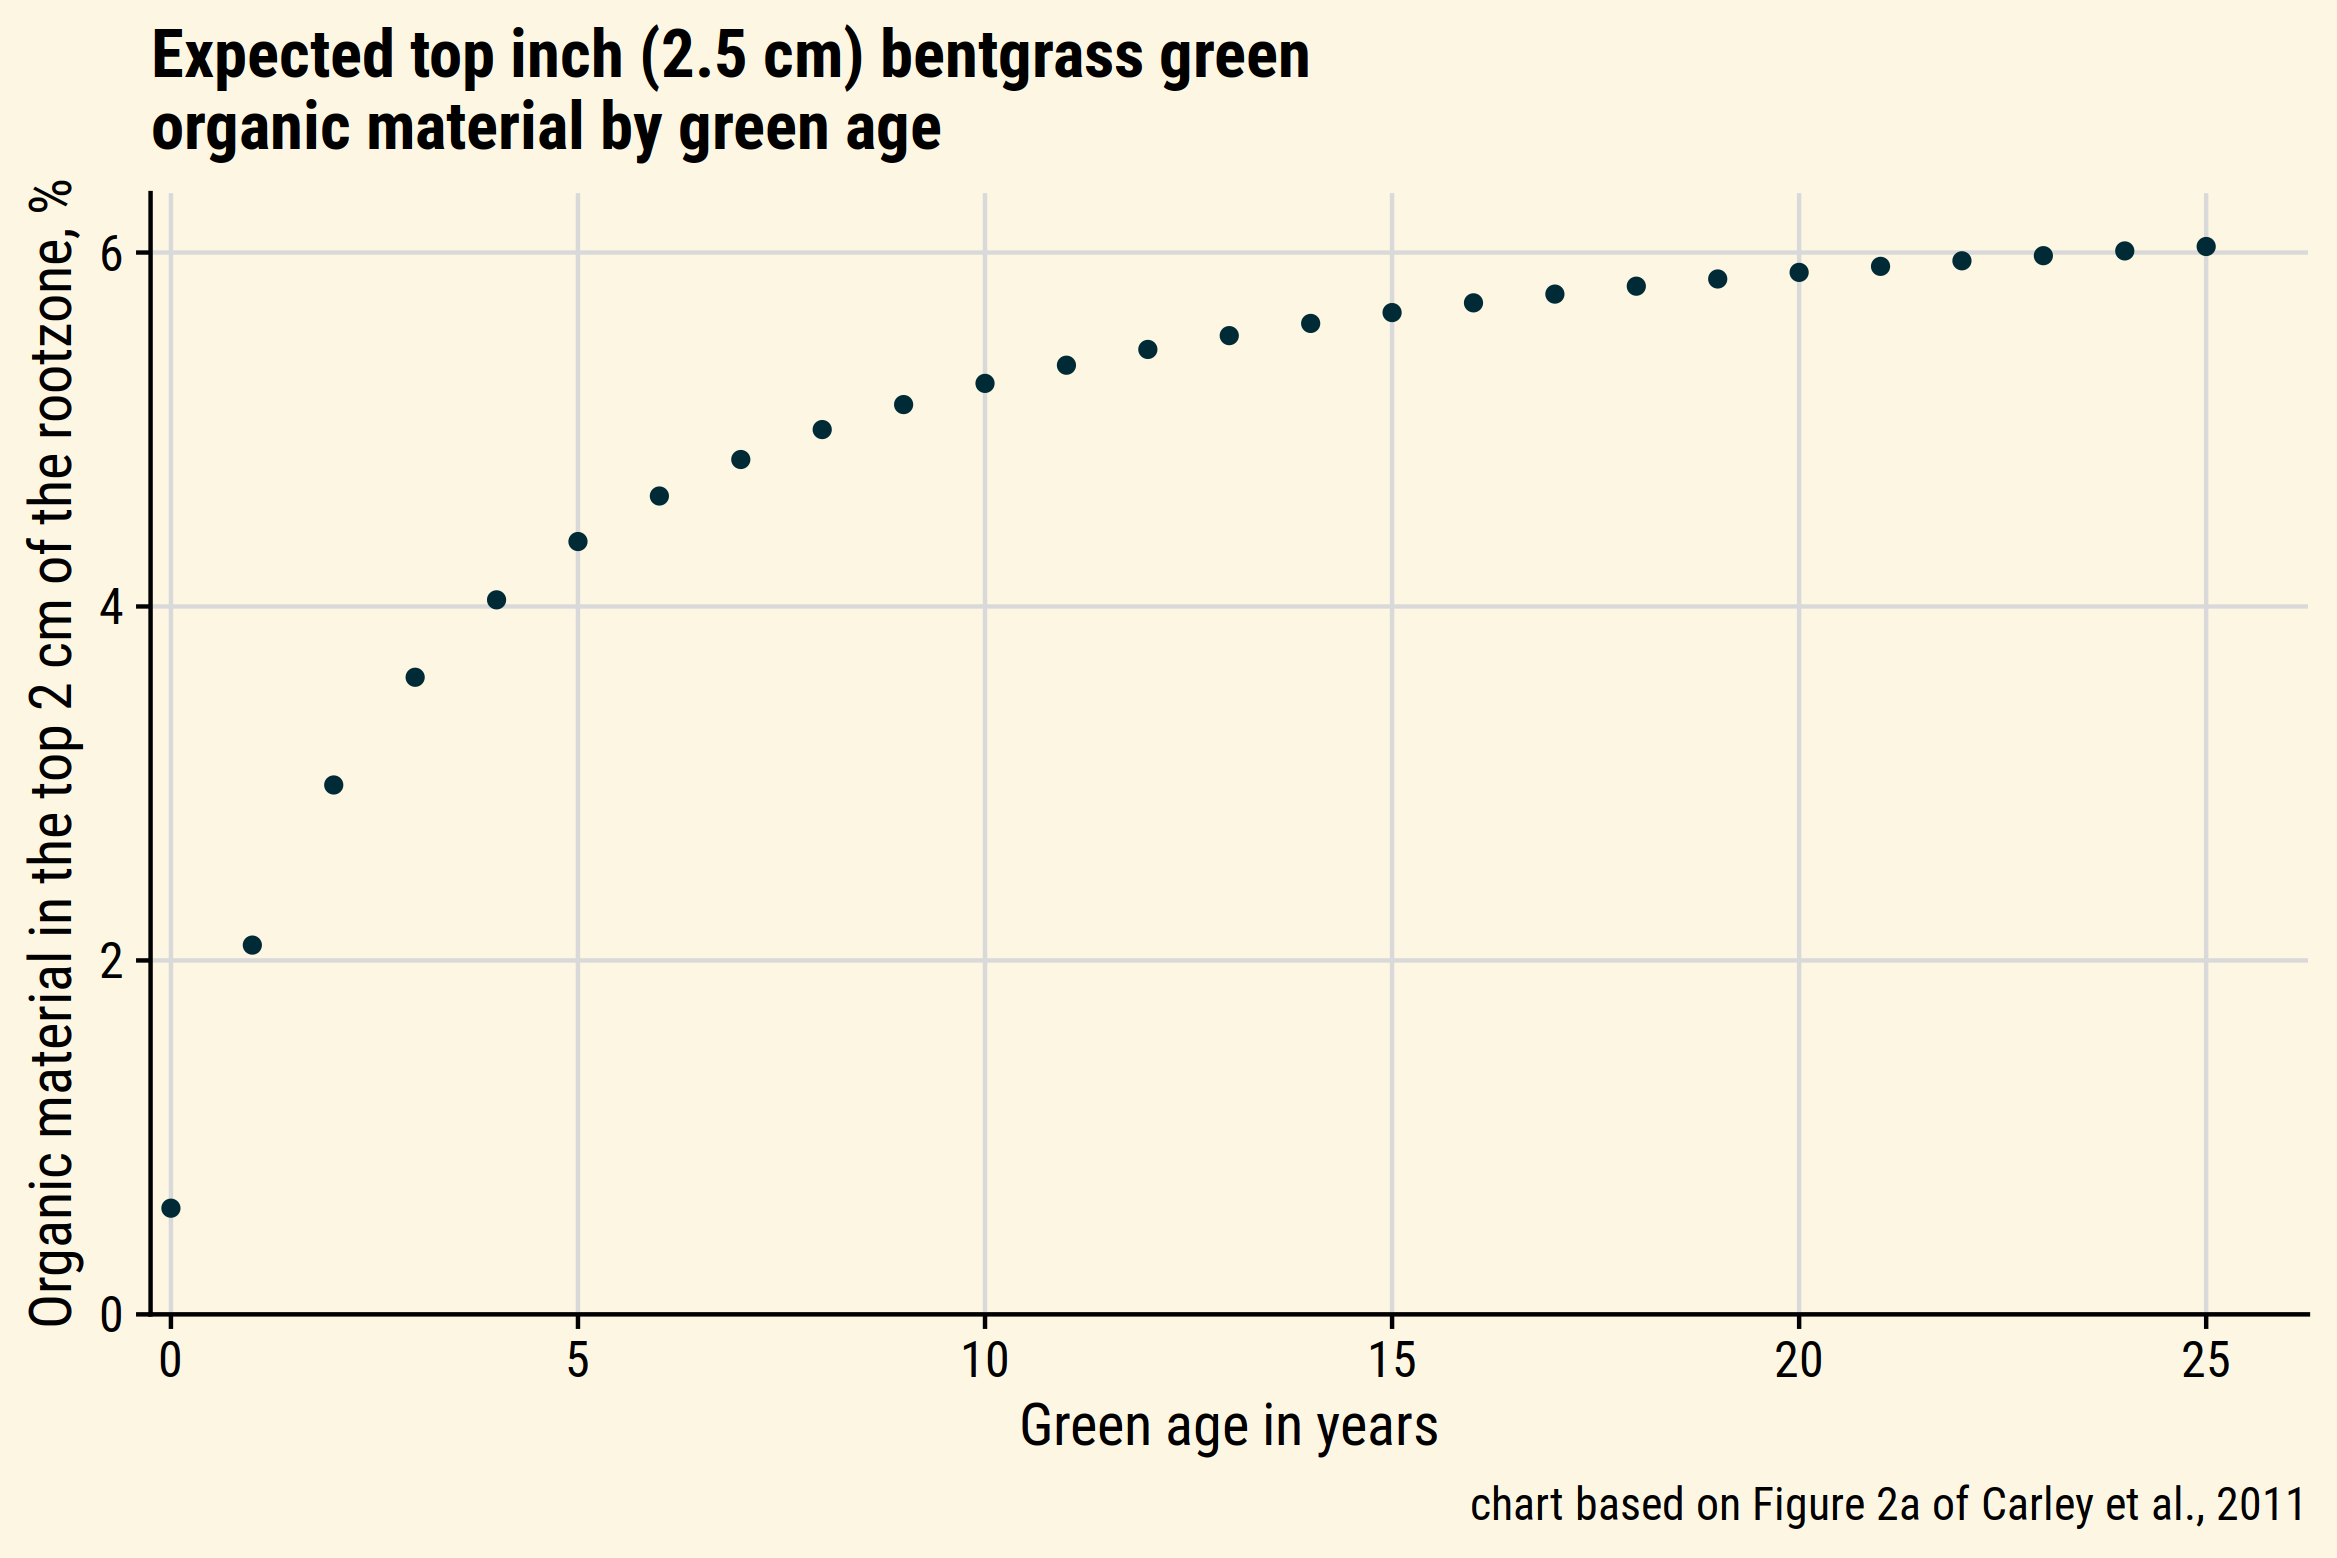 Expected top inch (2.5 cm) bentgrass green
organic material by green age
Organic material in the top 2 cm of the rootzone, %
6
4
2
0
0 5 10 15 20 25
Green age in years
chart based on Figure 2a of Carley et al., 2011